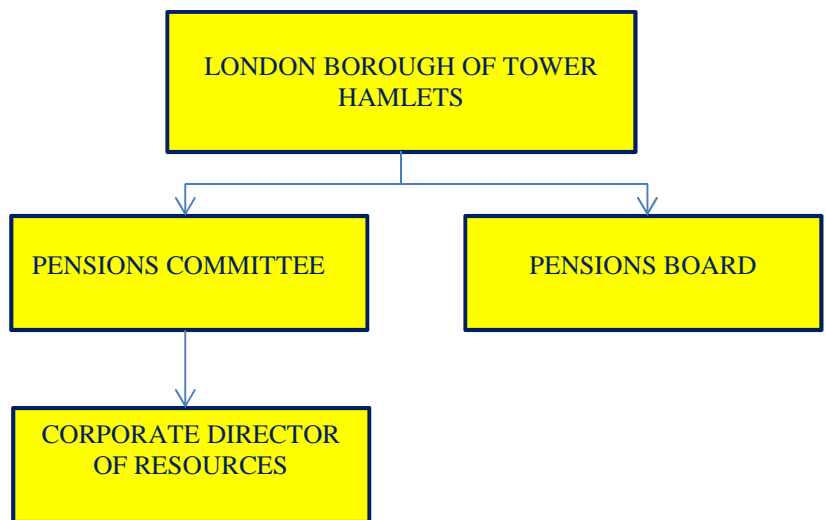 LONDON BOROUGH OF TOWER
HAMLETS
PENSIONS COMMITTEE
PENSIONS BOARD
CORPORATE DIRECTOR
OF RESOURCES